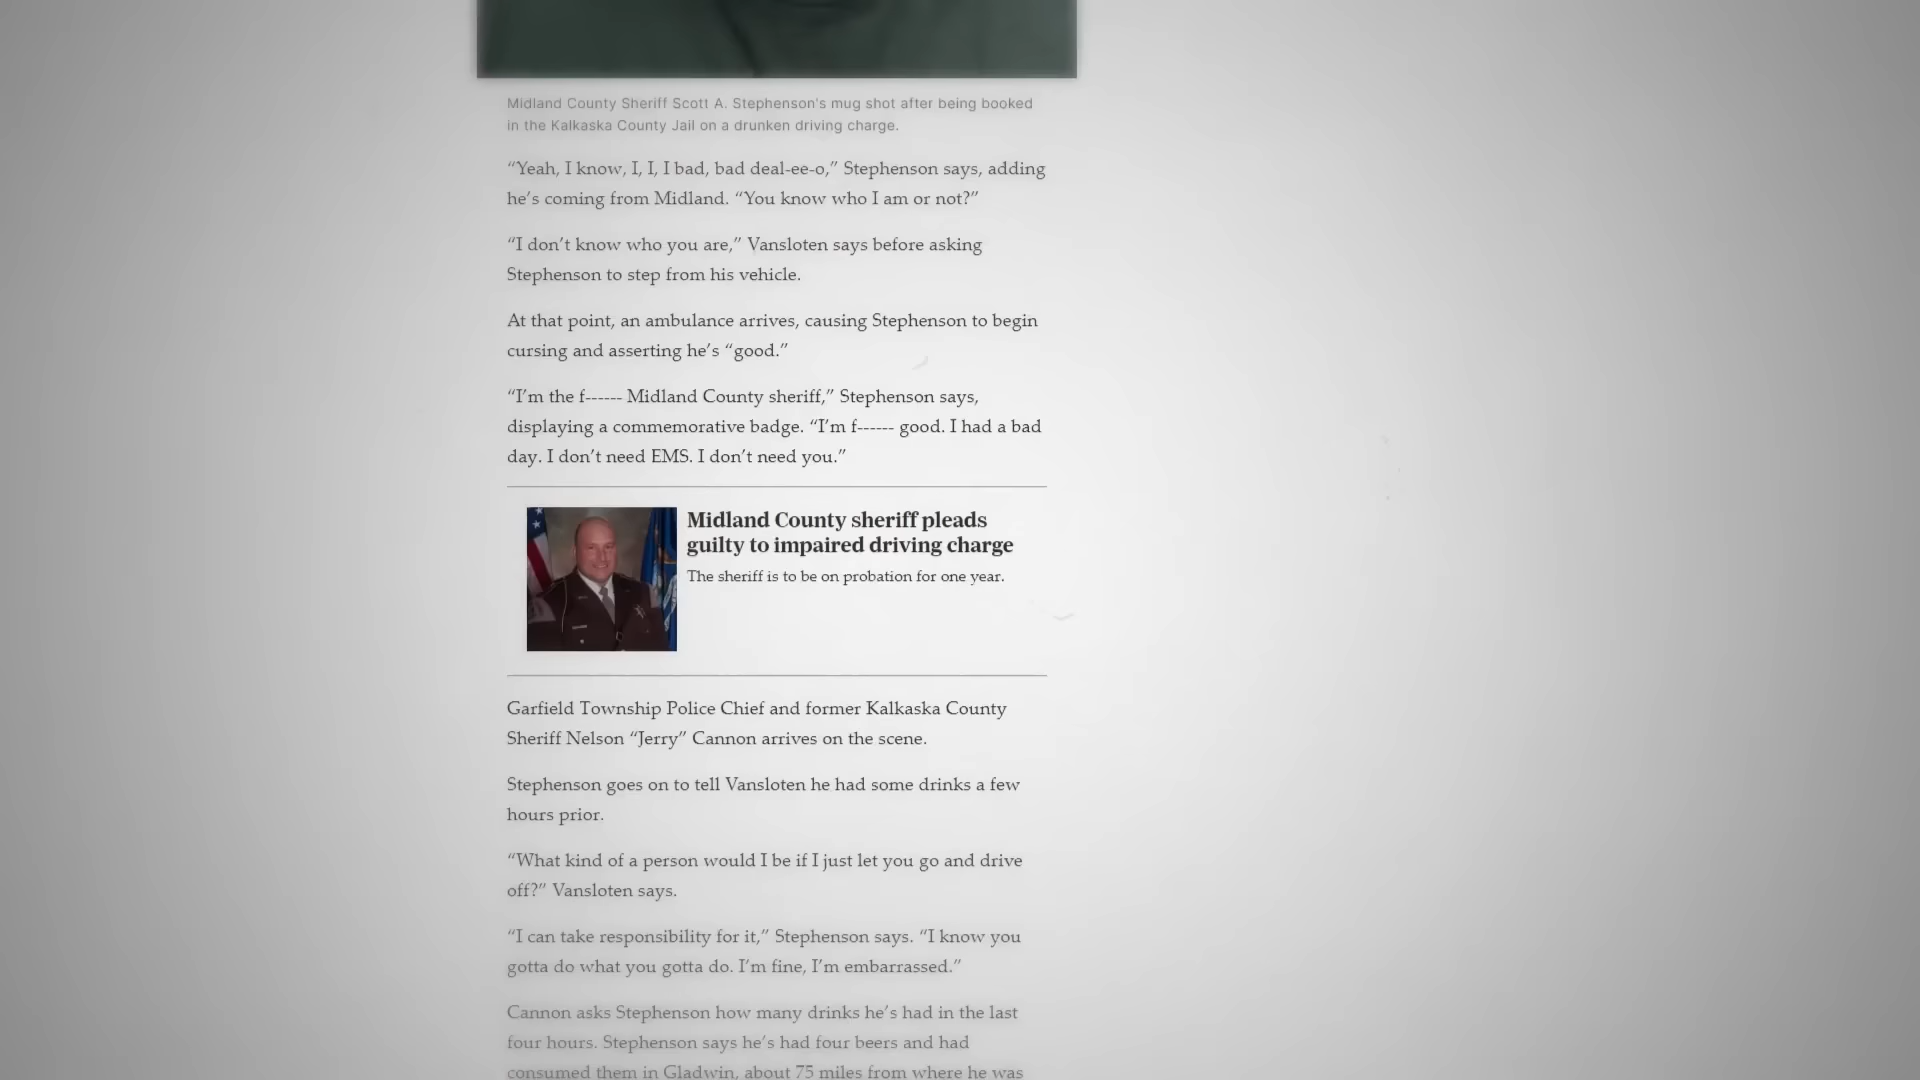 Midland County Sheriff Scott A. Stephenson's mug shot after being booked
in the Kalkaska County Jail on a drunken driving charge.
“Yeah, I know, I, I, I bad, bad deal-ee-o,” Stephenson says, adding
he’s coming from Midland. “You know who I am or not?”
“I don’t know who you are,” Vansloten says before asking
Stephenson to step from his vehicle.
At that point, an ambulance arrives, causing Stephenson to begin
cursing and asserting he’s “good.”
“I’m the f------ Midland County sheriff,” Stephenson says,
displaying a commemorative badge. “I’m f------ good. I had a bad
day. I don’t need EMS. I don’t need you.”
Midland County sheriff pleads
guilty to impaired driving charge
The sheriff is to be on probation for one year.
Garfield Township Police Chief and former Kalkaska County
Sheriff Nelson “Jerry” Cannon arrives on the scene.
Stephenson goes on to tell Vansloten he had some drinks a few
hours prior.
“What kind of a person would I be if I just let you go and drive
off?” Vansloten says.
“I can take responsibility for it,” Stephenson says. “I know you
gotta do what you gotta do. I’m fine, I’m embarrassed.”
Cannon asks Stephenson how many drinks he’s had in the last
four hours. Stephenson says he’s had four beers and had
consumed them in Gladwin, about 75 miles from where he was